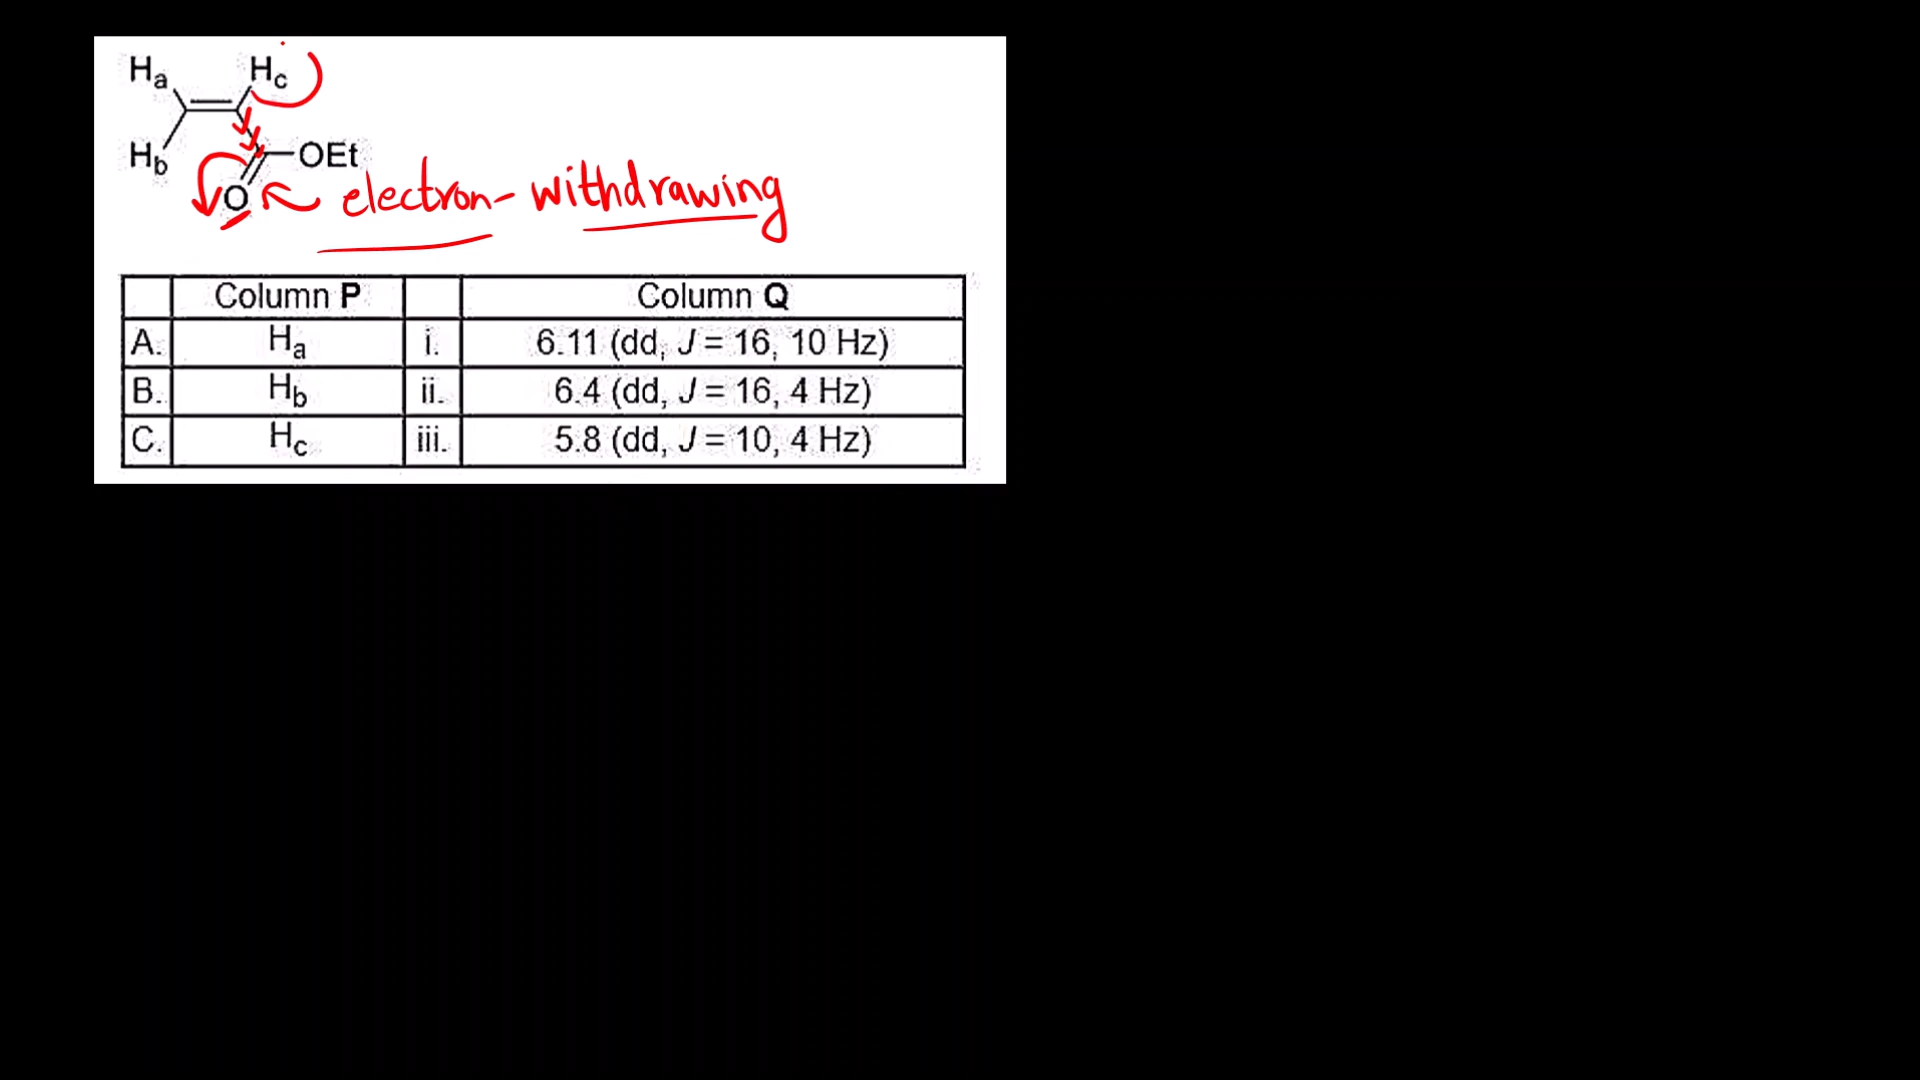 Ha Hc
Hb OEt
O electron-withdrawing
Column P Column Q
A. Ha i. 6.11 (dd, J = 16, 10 Hz)
B. Hb ii. 6.4 (dd, J = 16, 4 Hz)
C. Hc iii. 5.8 (dd, J = 10, 4 Hz)